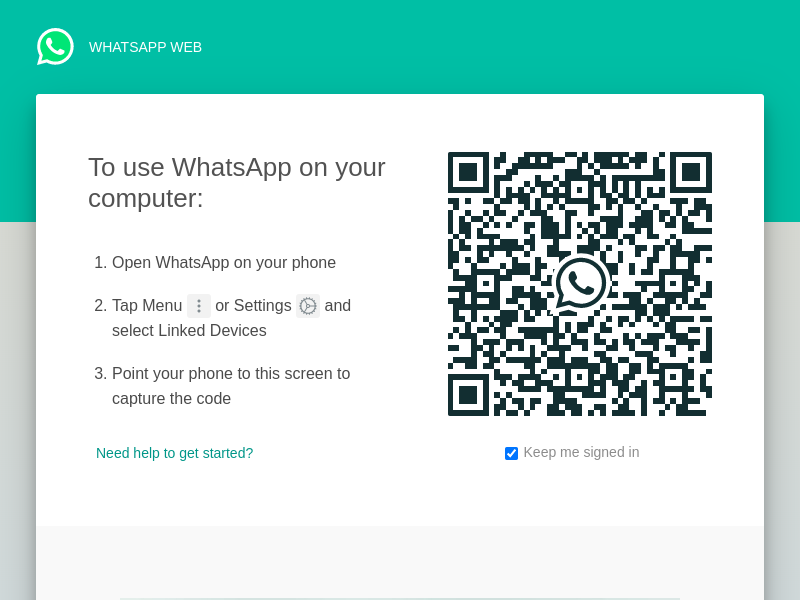 WHATSAPP WEB
To use WhatsApp on your
computer:
1. Open WhatsApp on your phone
2. Tap Menu or Settings and
select Linked Devices
3. Point your phone to this screen to
capture the code
Need help to get started?
Keep me signed in